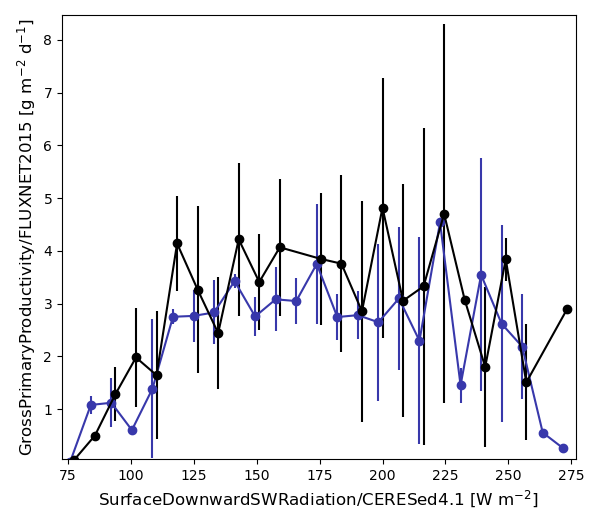 GrossPrimaryProductivity/FLUXNET2015 [g m⁻² d⁻¹]
8
7
6
5
4
3
2
1
75 100 125 150 175 200 225 250 275
SurfaceDownwardSWRadiation/CERESed4.1 [W m⁻²]